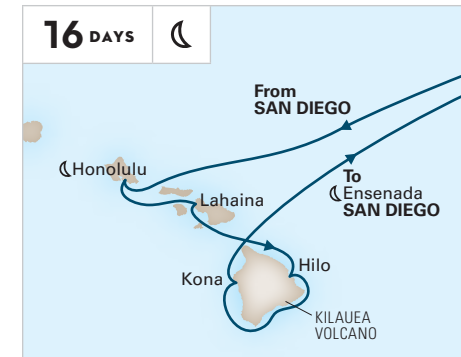 16 DAYS
From
SAN DIEGO
Honolulu
To
Ensenada
SAN DIEGO
Lahaina
Hilo
Kona
KILAUEA
VOLCANO